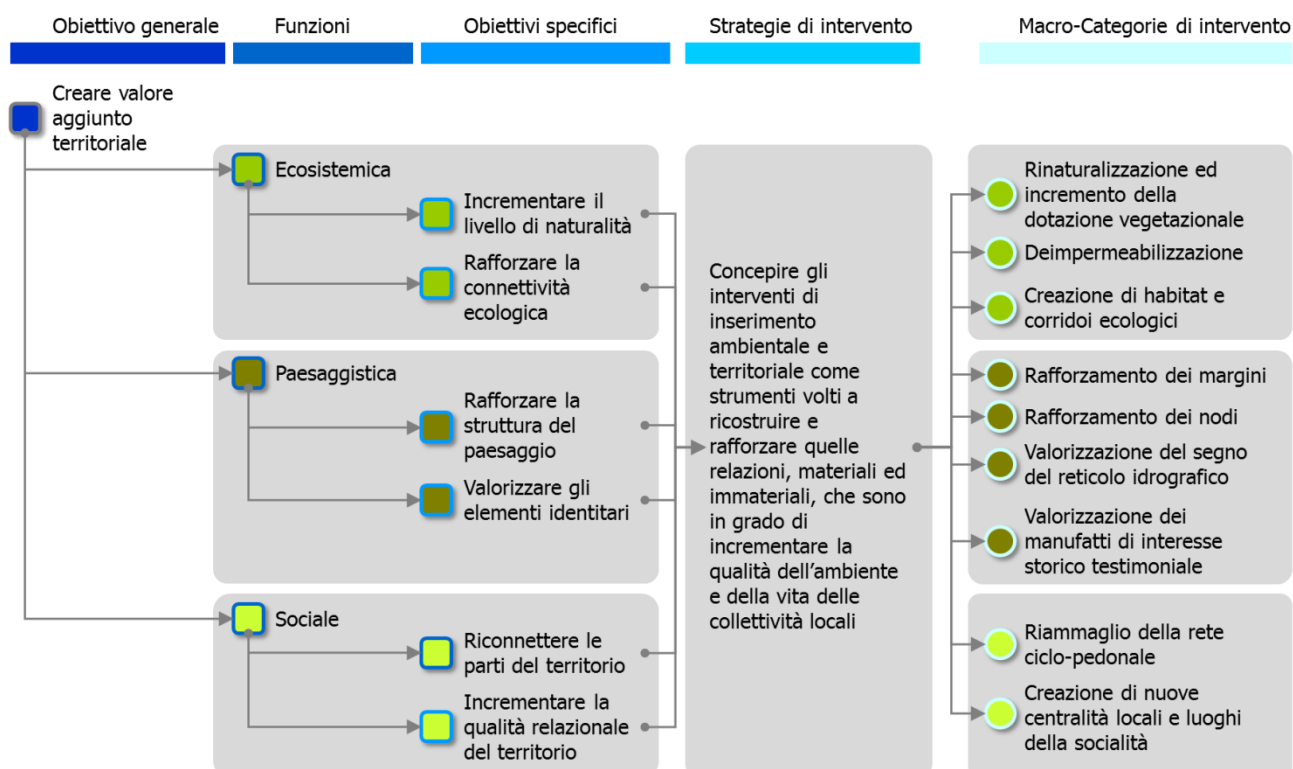 Obiettivo generale
Funzioni
Obiettivi specifici
Strategie di intervento
Macro-Categorie di intervento
Creare valore
aggiunto
territoriale
Ecosistemica
Incrementare il
livello di naturalità
Rafforzare la
connettività
ecologica
Paesaggistica
Rafforzare la
struttura del
paesaggio
Valorizzare gli
elementi identitari
Sociale
Riconnettere le
parti del territorio
Incrementare la
qualità relazionale
del territorio
Concepire gli
interventi di
inserimento
ambientale e
territoriale come
strumenti volti a
ricostruire e
rafforzare quelle
relazioni, materiali ed
immateriali, che sono
in grado di
incrementare la
qualità dell'ambiente
e della vita delle
collettività locali
Rinaturalizzazione ed
incremento della
dotazione vegetazionale
Deimpermeabilizzazione
Creazione di habitat e
corridoi ecologici
Rafforzamento dei margini
Rafforzamento dei nodi
Valorizzazione del segno
del reticolo idrografico
Valorizzazione dei
manufatti di interesse
storico testimoniale
Riammaglio della rete
ciclo-pedonale
Creazione di nuove
centralità locali e luoghi
della socialità